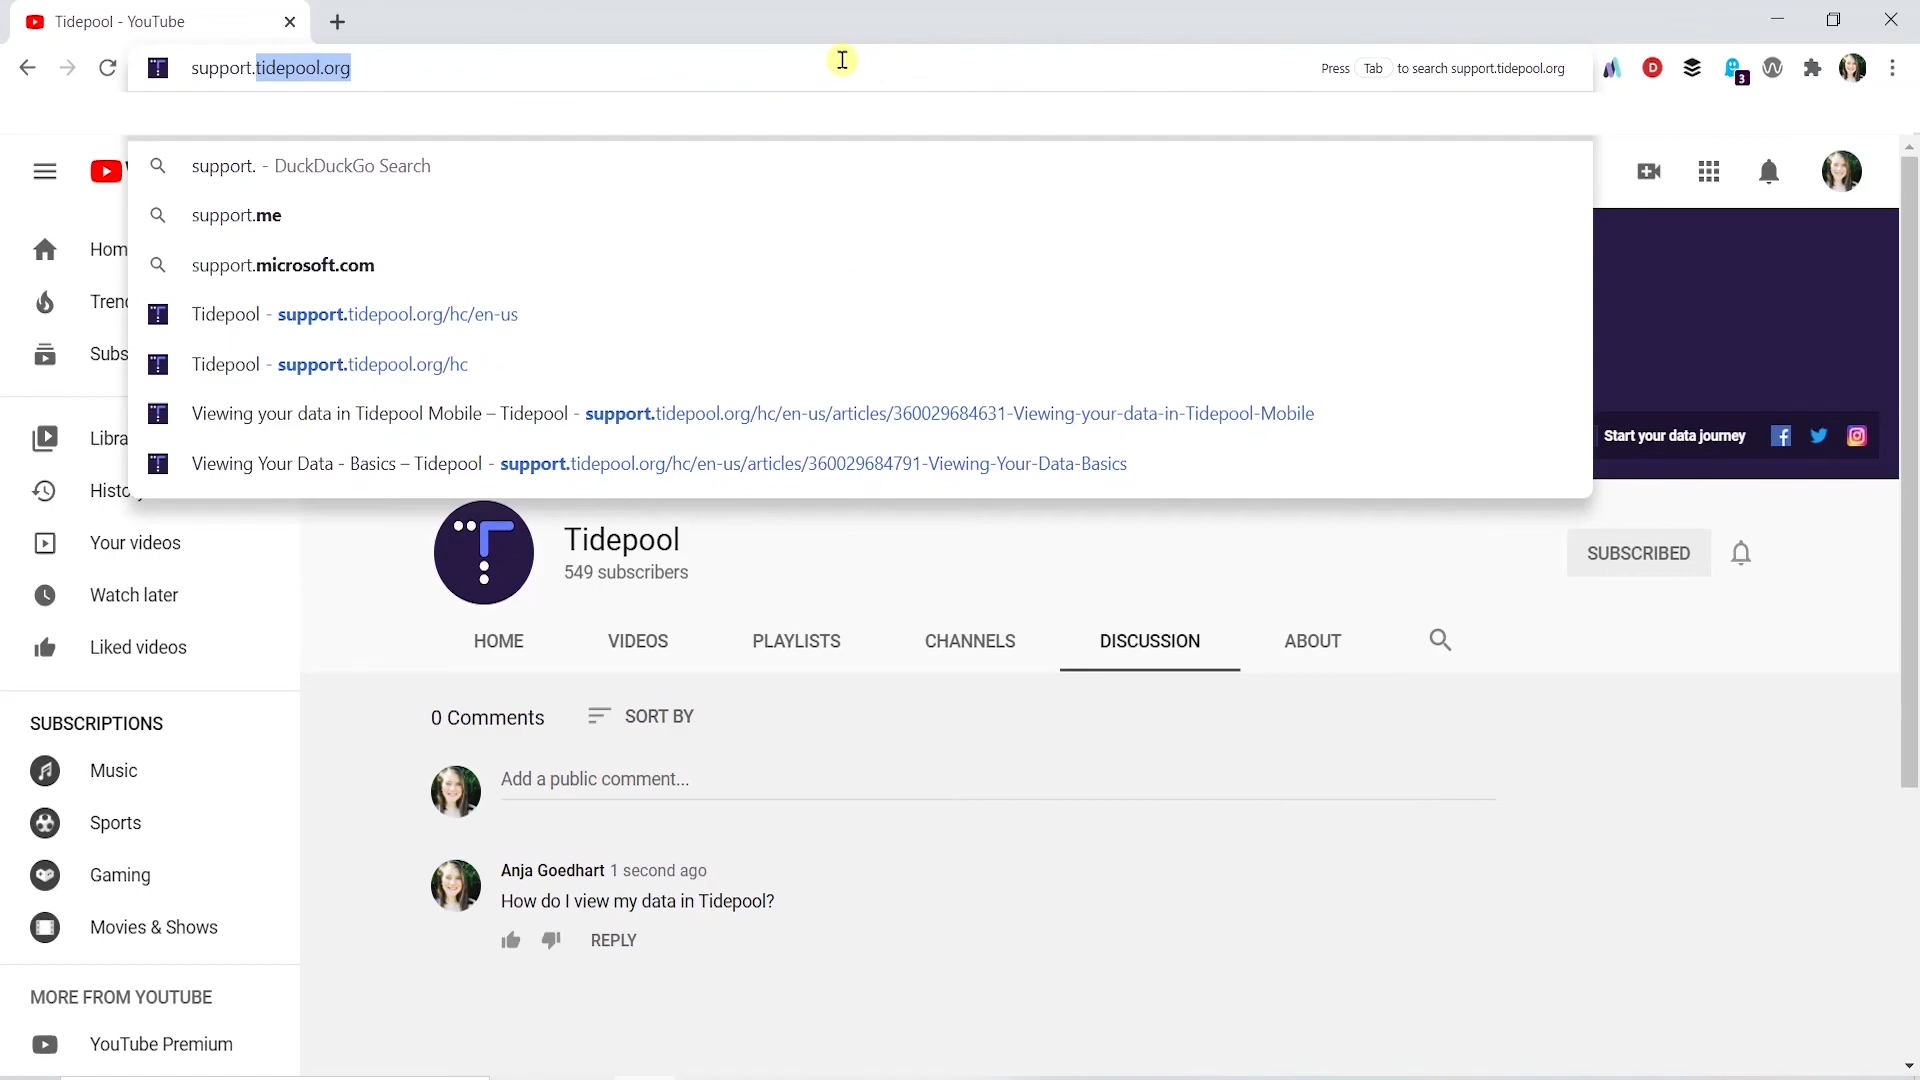 Tidepool - YouTube
support.tidepool.org
Press Tab to search support.tidepool.org
3
support. - DuckDuckGo Search
support.me
support.microsoft.com
Tidepool - support.tidepool.org/hc/en-us
Tidepool - support.tidepool.org/hc
Viewing your data in Tidepool Mobile – Tidepool - support.tidepool.org/hc/en-us/articles/360029684631-Viewing-your-data-in-Tidepool-Mobile
Viewing Your Data - Basics – Tidepool - support.tidepool.org/hc/en-us/articles/360029684791-Viewing-Your-Data-Basics
Start your data journey
Your videos
Watch later
Liked videos
SUBSCRIPTIONS
Music
Sports
Gaming
Movies & Shows
MORE FROM YOUTUBE
YouTube Premium
Tidepool
549 subscribers
SUBSCRIBED
HOME
VIDEOS
PLAYLISTS
CHANNELS
DISCUSSION
ABOUT
0 Comments
SORT BY
Add a public comment...
Anja Goedhart 1 second ago
How do I view my data in Tidepool?
REPLY